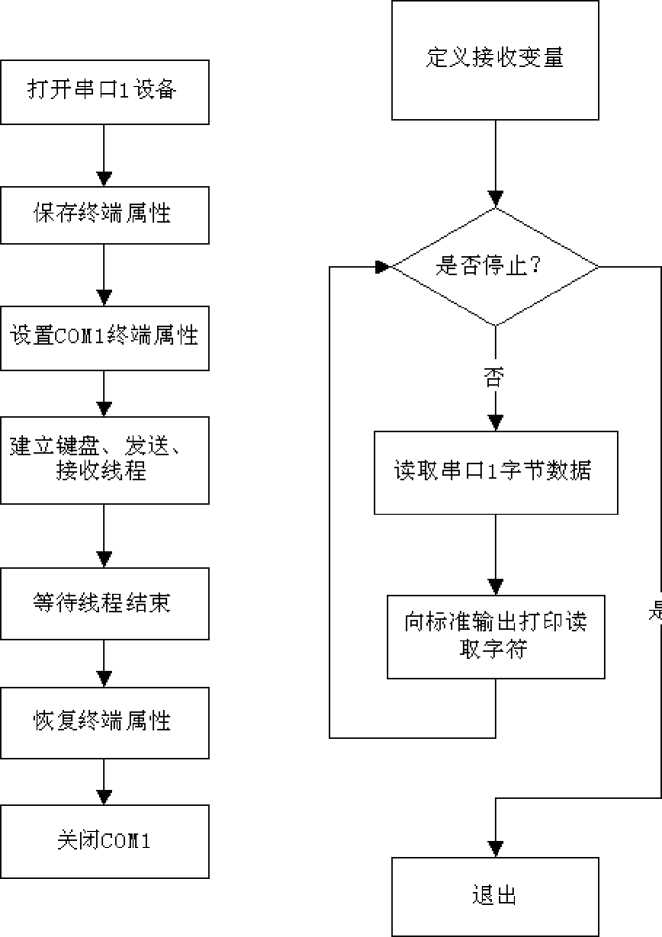 打开串口1设备
保存终端属性
设置COM1终端属性
建立键盘、发送、
接收线程
等待线程结束
恢复终端属性
关闭COM1
定义接收变量
是否停止?
否
读取串口1字节数据
向标准输出打印读
取字符
是
退出